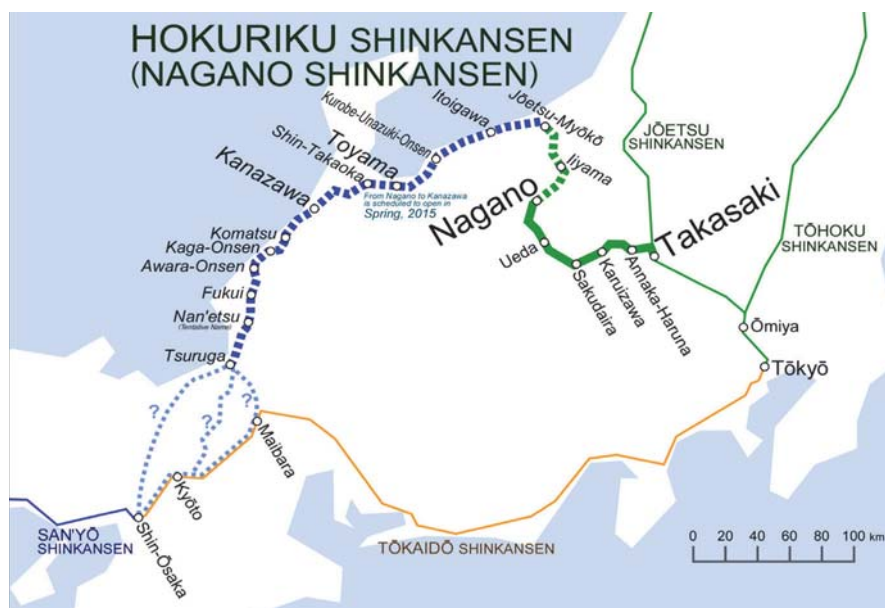 HOKURIKU SHINKANSEN
(NAGANO SHINKANSEN)
JŌETSU
SHINKANSEN
TŌHOKU
SHINKANSEN
Jōetsu-Myōkō
Itoigawa
Kurobe-Unazuki-Onsen
Toyama
Shin-Takaoka
Kanazawa
Iiyama
From Nagano to Kanazawa
is scheduled to open in
Spring, 2015
Nagano
Takasaki
Komatsu
Kaga-Onsen
Awara-Onsen
Fukui
Nan'etsu
(Tentative Name)
Tsuruga
Ueda
Sakudaira
Karuizawa
Annaka-Haruna
Ōmiya
Tōkyō
?
?
?
Maibara
Kyōto
Shin-Ōsaka
SAN'YŌ
SHINKANSEN
TŌKAIDŌ SHINKANSEN
0 20 40 60 80 100 km